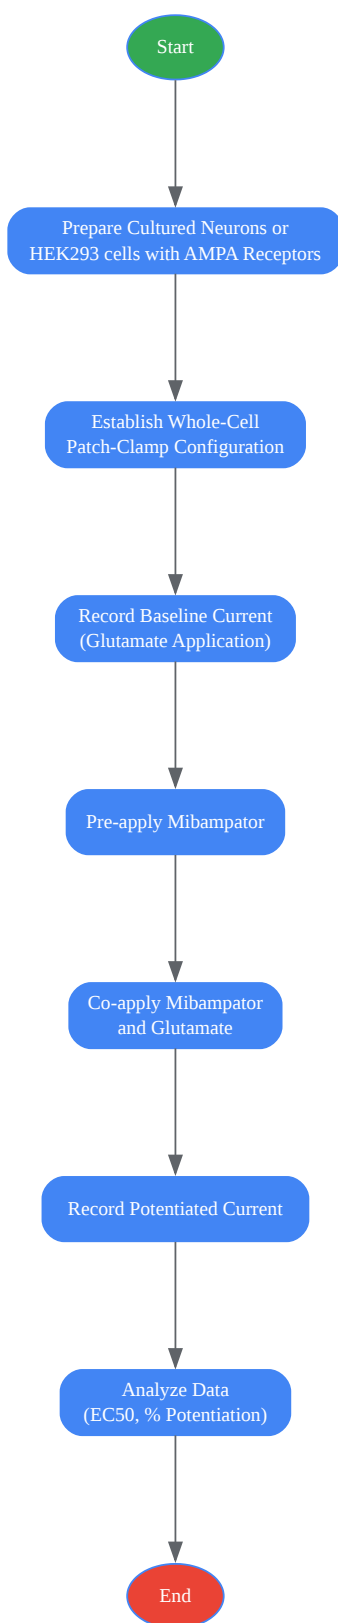 Start
Prepare Cultured Neurons or
HEK293 cells with AMPA Receptors
Establish Whole-Cell
Patch-Clamp Configuration
Record Baseline Current
(Glutamate Application)
Pre-apply Mibampator
Co-apply Mibampator
and Glutamate
Record Potentiated Current
Analyze Data
(EC50, % Potentiation)
End